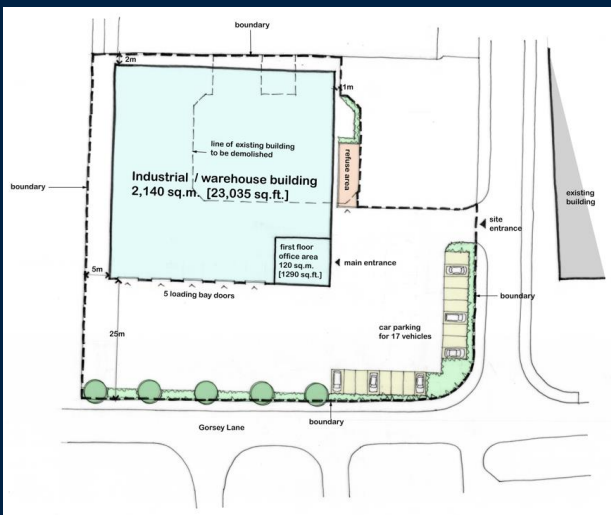 boundary
2m
1m
line of existing building
to be demolished
refuse area
Industrial / warehouse building
2,140 sq.m. [23,035 sq.ft.]
boundary
existing
building
site
entrance
first floor
office area
120 sq.m.
[1290 sq.ft.]
main entrance
5m
5 loading bay doors
boundary
car parking
for 17 vehicles
25m
Gorsey Lane
boundary